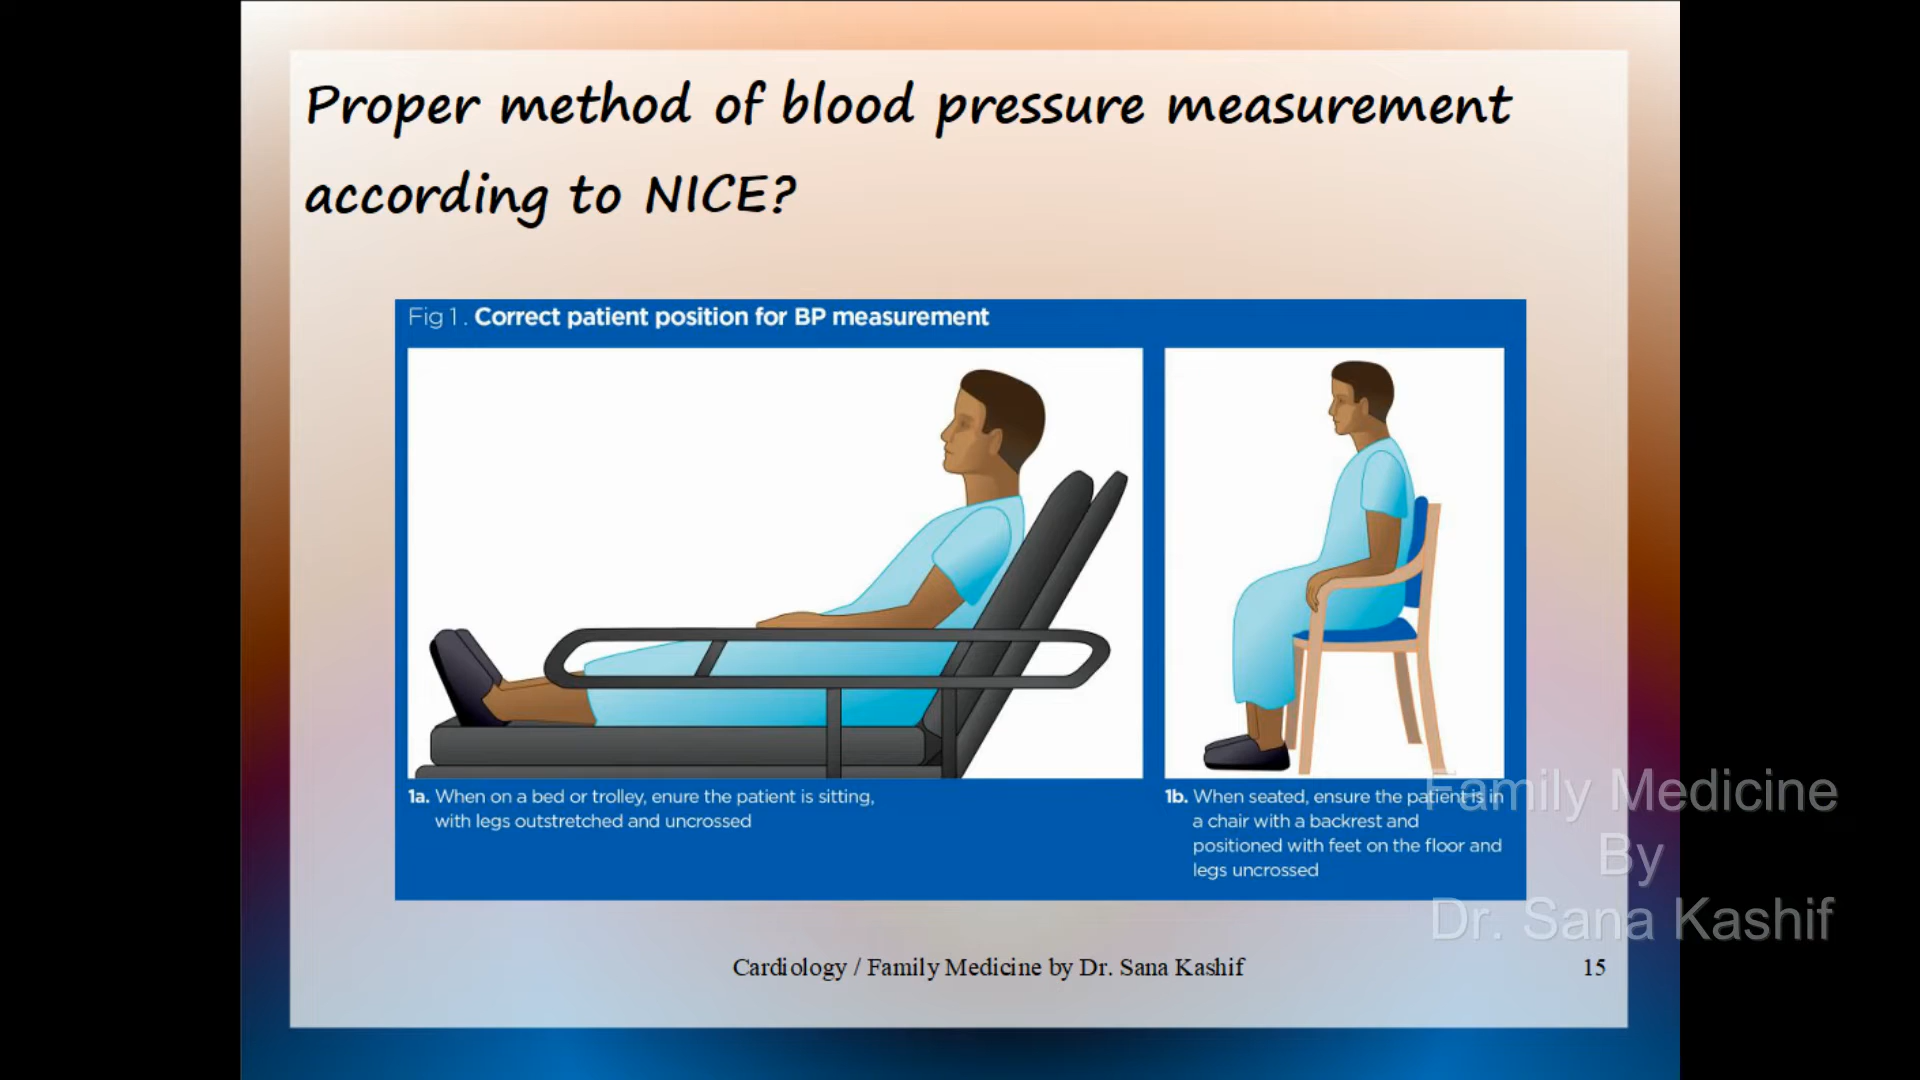 Proper method of blood pressure measurement
according to NICE?
Fig 1. Correct patient position for BP measurement
1a. When on a bed or trolley, enure the patient is sitting,
with legs outstretched and uncrossed
1b. When seated, ensure the patient is in
a chair with a backrest and
positioned with feet on the floor and
legs uncrossed
Family Medicine
By
Dr. Sana Kashif
Cardiology / Family Medicine by Dr. Sana Kashif
15